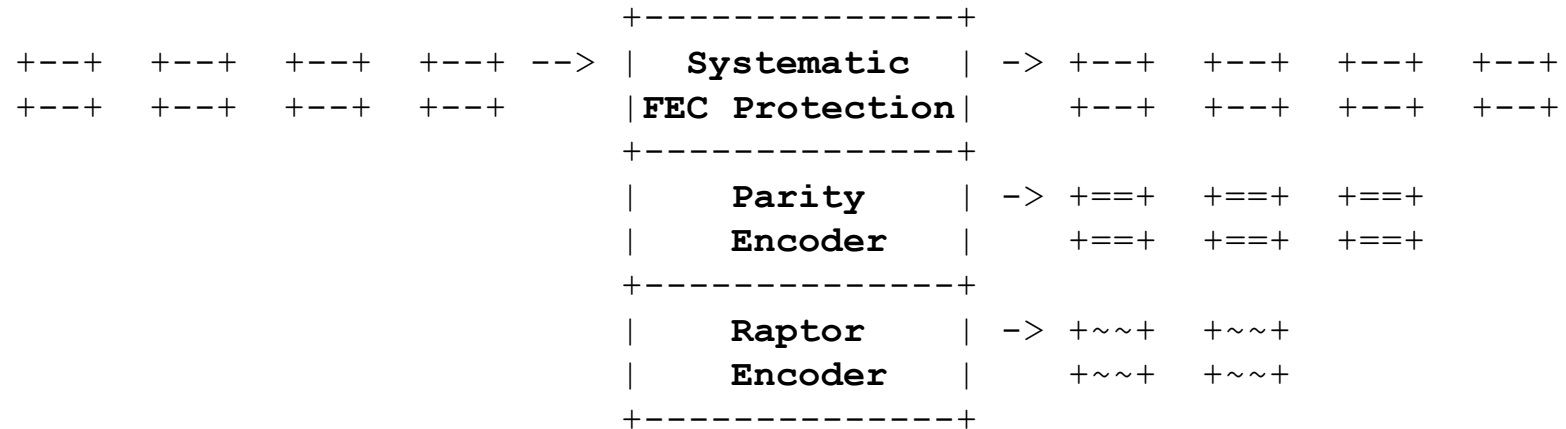 +--------------+
+--+  +--+  +--+  +--+ --> |  Systematic  | -> +--+  +--+  +--+  +--+
+--+  +--+  +--+  +--+     |FEC Protection|    +--+  +--+  +--+  +--+
                           +--------------+
                           |    Parity    | -> +==+  +==+  +==+
                           |    Encoder   |    +==+  +==+  +==+
                           +--------------+
                           |    Raptor    | -> +~~+  +~~+
                           |    Encoder   |    +~~+  +~~+
                           +--------------+